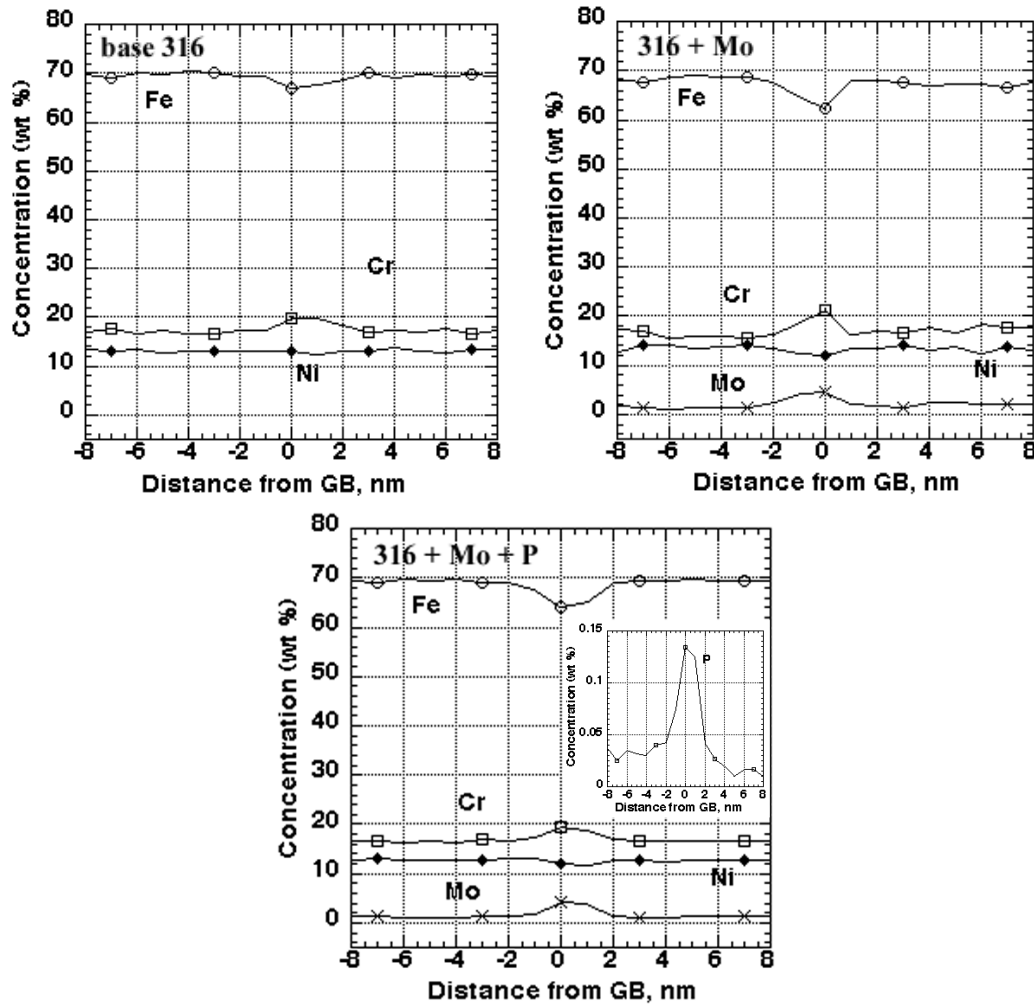 base 316
Concentration (wt %)
80
70
60
50
40
30
20
10
0
Fe
Cr
Ni
-8 -6 -4 -2 0 2 4 6 8
Distance from GB, nm
316 + Mo
Concentration (wt %)
80
70
60
50
40
30
20
10
0
Fe
Cr
Mo
Ni
-8 -6 -4 -2 0 2 4 6 8
Distance from GB, nm
316 + Mo + P
Concentration (wt %)
80
70
60
50
40
30
20
10
0
Fe
Cr
Mo
Ni
-8 -6 -4 -2 0 2 4 6 8
Distance from GB, nm
Concentration (wt %)
0.15
0.1
0.05
0
P
-8 -6 -4 -2 0 2 4 6 8
Distance from GB, nm